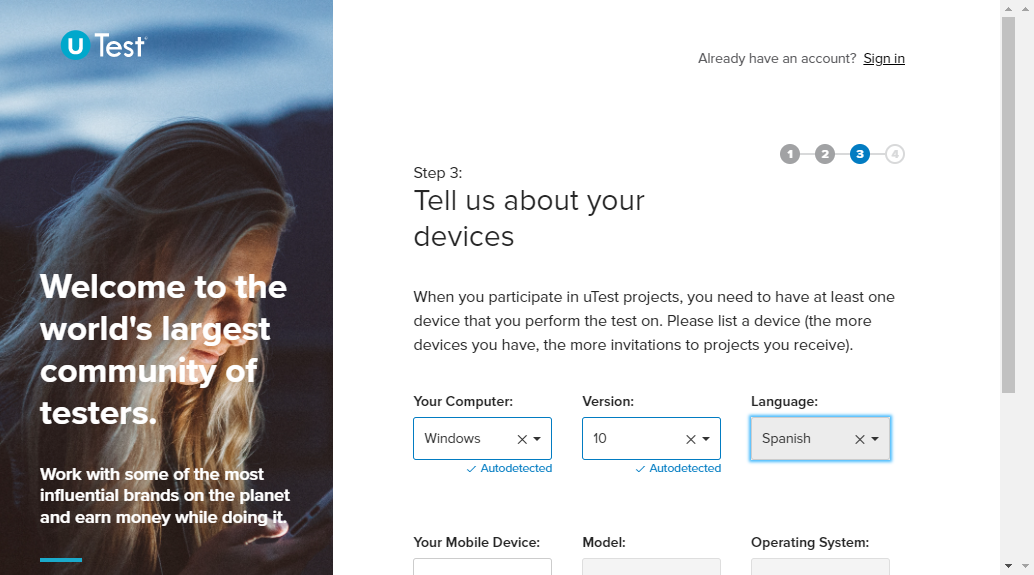 uTest
Already have an account? Sign in
1 2 3 4
Step 3:
Tell us about your
devices
Welcome to the
world's largest
community of
testers.
Work with some of the most
influential brands on the planet
and earn money while doing it.
When you participate in uTest projects, you need to have at least one
device that you perform the test on. Please list a device (the more
devices you have, the more invitations to projects you receive).
Your Computer: Version: Language:
Windows 10 Spanish
Autodetected Autodetected
Your Mobile Device: Model: Operating System: